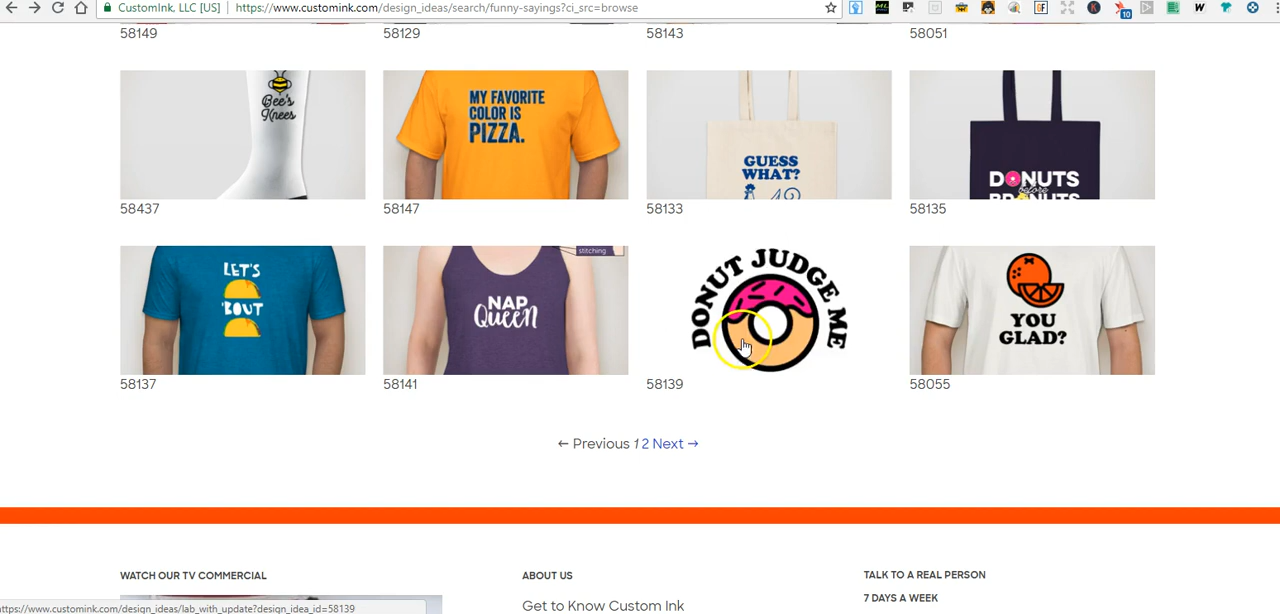 CustomInk, LLC [US]
https://www.customink.com/design_ideas/search/funny-sayings?ci_src=browse
10
58149
58129
58143
58051
Bee's
Knees
MY FAVORITE
COLOR IS
PIZZA.
GUESS
WHAT?
DONUTS
before
58437
58147
58133
58135
LET'S
'BOUT
stitching
NAP
Queen
DONUT JUDGE ME
YOU
GLAD?
58137
58141
58139
58055
← Previous 1 2 Next →
WATCH OUR TV COMMERCIAL
ABOUT US
Get to Know Custom Ink
TALK TO A REAL PERSON
7 DAYS A WEEK
https://www.customink.com/design_ideas/lab_with_update?design_idea_id=58139